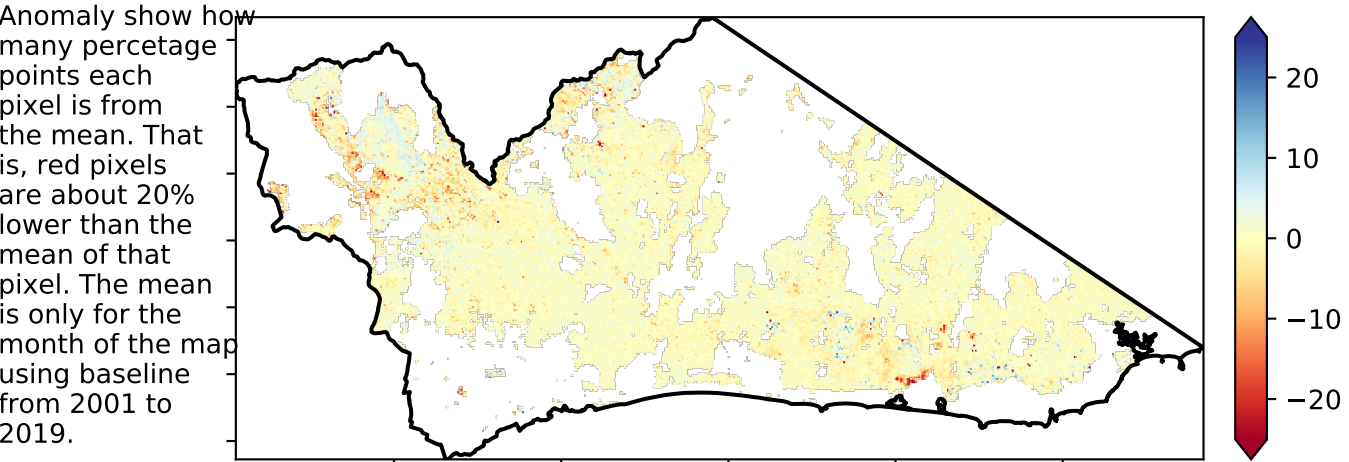 Anomaly show how
many percetage
points each
pixel is from
the mean. That
is, red pixels
are about 20%
lower than the
mean of that
pixel. The mean
is only for the
month of the map
using baseline
from 2001 to
2019.
20
10
0
−10
−20